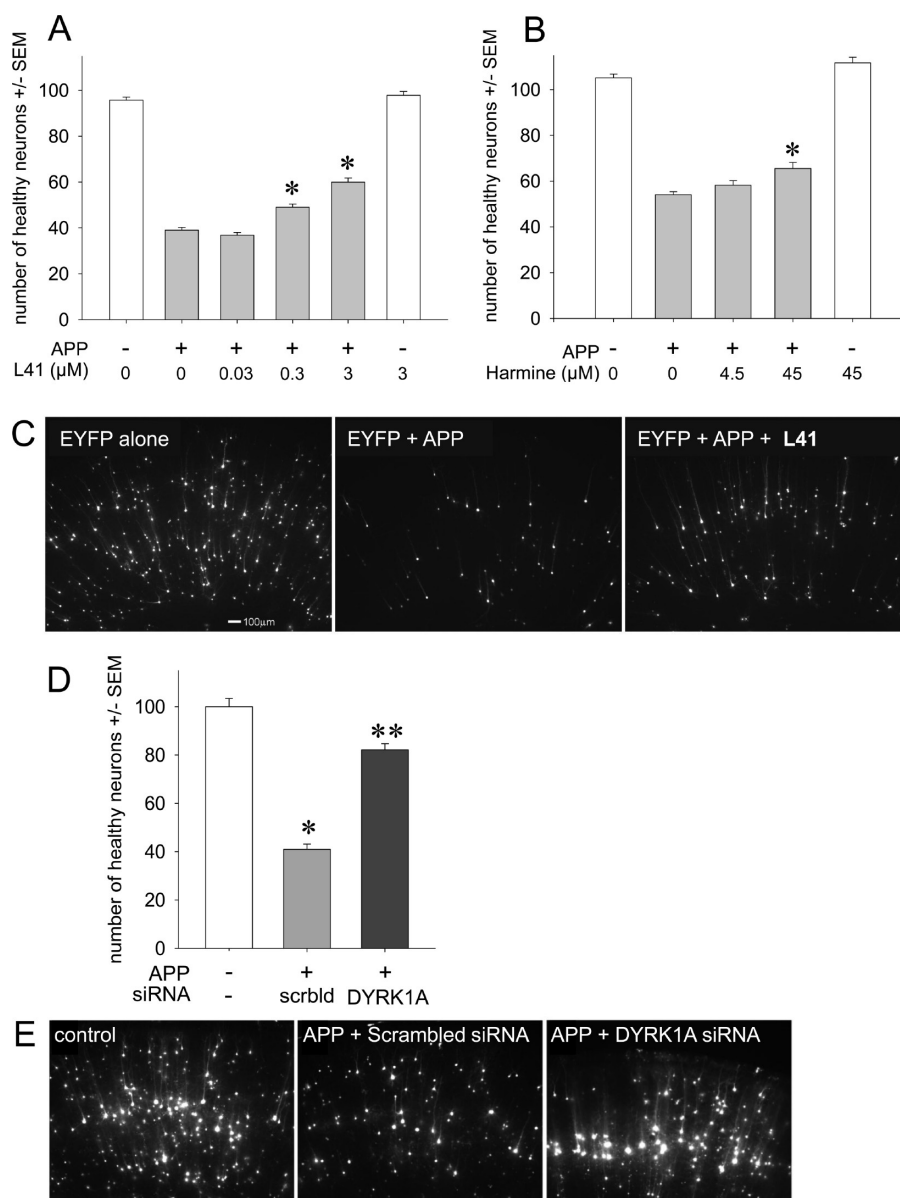 A
number of healthy neurons +/- SEM
100
80
60
40
20
0
* *
APP - + + + + -
L41 (μM) 0 0 0.03 0.3 3 3
B
number of healthy neurons +/- SEM
100
80
60
40
20
0
*
APP - + + + -
Harmine (μM) 0 0 4.5 45 45
C
EYFP alone
EYFP + APP
EYFP + APP + L41
100μm
D
number of healthy neurons +/- SEM
100
80
60
40
20
0
* **
APP - + +
siRNA - scrbld DYRK1A
E
control
APP + Scrambled siRNA
APP + DYRK1A siRNA